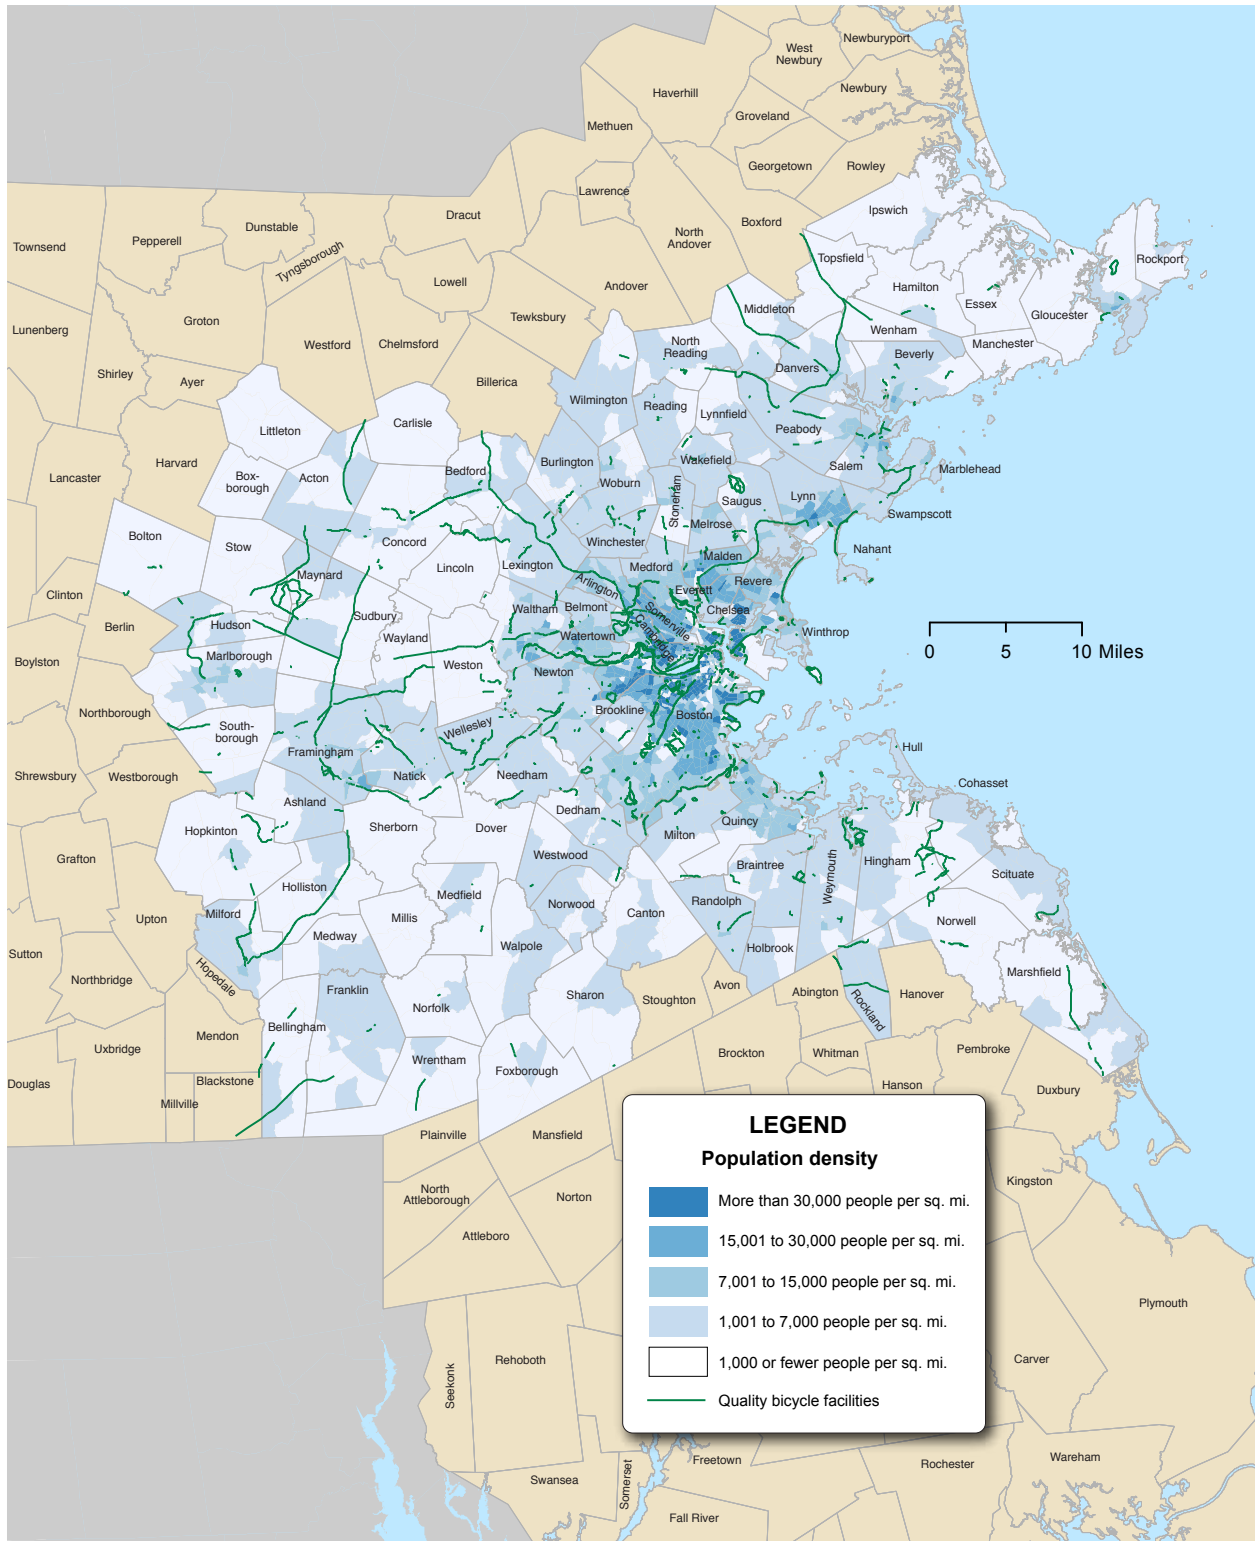 West
Newbury
Newburyport
Haverhill
Newbury
Groveland
Methuen
Georgetown
Rowley
Lawrence
Ipswich
Dracut
Boxford
Dunstable
Pepperell
North
Andover
Townsend
Tyngsborough
Topsfield
Rockport
Lowell
Andover
Hamilton
Essex
Middleton
Gloucester
Tewksbury
Groton
Lunenberg
Wenham
Westford
Chelmsford
Manchester
North
Reading
Beverly
Danvers
Shirley
Ayer
Billerica
Wilmington
Reading
Lynnfield
Carlisle
Peabody
Littleton
Harvard
Burlington
Wakefield
Salem
Marblehead
Bedford
Lancaster
Box-
borough
Acton
Woburn
Stoneham
Saugus
Lynn
Swampscott
Melrose
Bolton
Stow
Concord
Winchester
Nahant
Malden
Lincoln
Lexington
Medford
Maynard
Arlington
Revere
Everett
Clinton
Sudbury
Waltham
Belmont
Somerville
Chelsea
Berlin
Hudson
Wayland
Watertown
Cambridge
Winthrop
0 5 10 Miles
Boylston
Marlborough
Weston
Newton
Northborough
Brookline
Boston
South-
borough
Wellesley
Framingham
Hull
Shrewsbury
Westborough
Natick
Needham
Cohasset
Ashland
Dedham
Hopkinton
Sherborn
Dover
Quincy
Milton
Grafton
Westwood
Braintree
Weymouth
Hingham
Scituate
Holliston
Medfield
Norwood
Randolph
Upton
Milford
Millis
Canton
Norwell
Medway
Walpole
Holbrook
Sutton
Hopedale
Northbridge
Marshfield
Franklin
Sharon
Avon
Stoughton
Abington
Rockland
Hanover
Norfolk
Bellingham
Mendon
Uxbridge
Wrentham
Foxborough
Brockton
Whitman
Pembroke
Douglas
Blackstone
Hanson
Duxbury
Millville
Plainville
Mansfield
Kingston
North
Attleborough
Norton
Attleboro
Plymouth
Rehoboth
Seekonk
Carver
Swansea
Somerset
Freetown
Rochester
Wareham
Fall River
LEGEND
Population density
More than 30,000 people per sq. mi.
15,001 to 30,000 people per sq. mi.
7,001 to 15,000 people per sq. mi.
1,001 to 7,000 people per sq. mi.
1,000 or fewer people per sq. mi.
Quality bicycle facilities